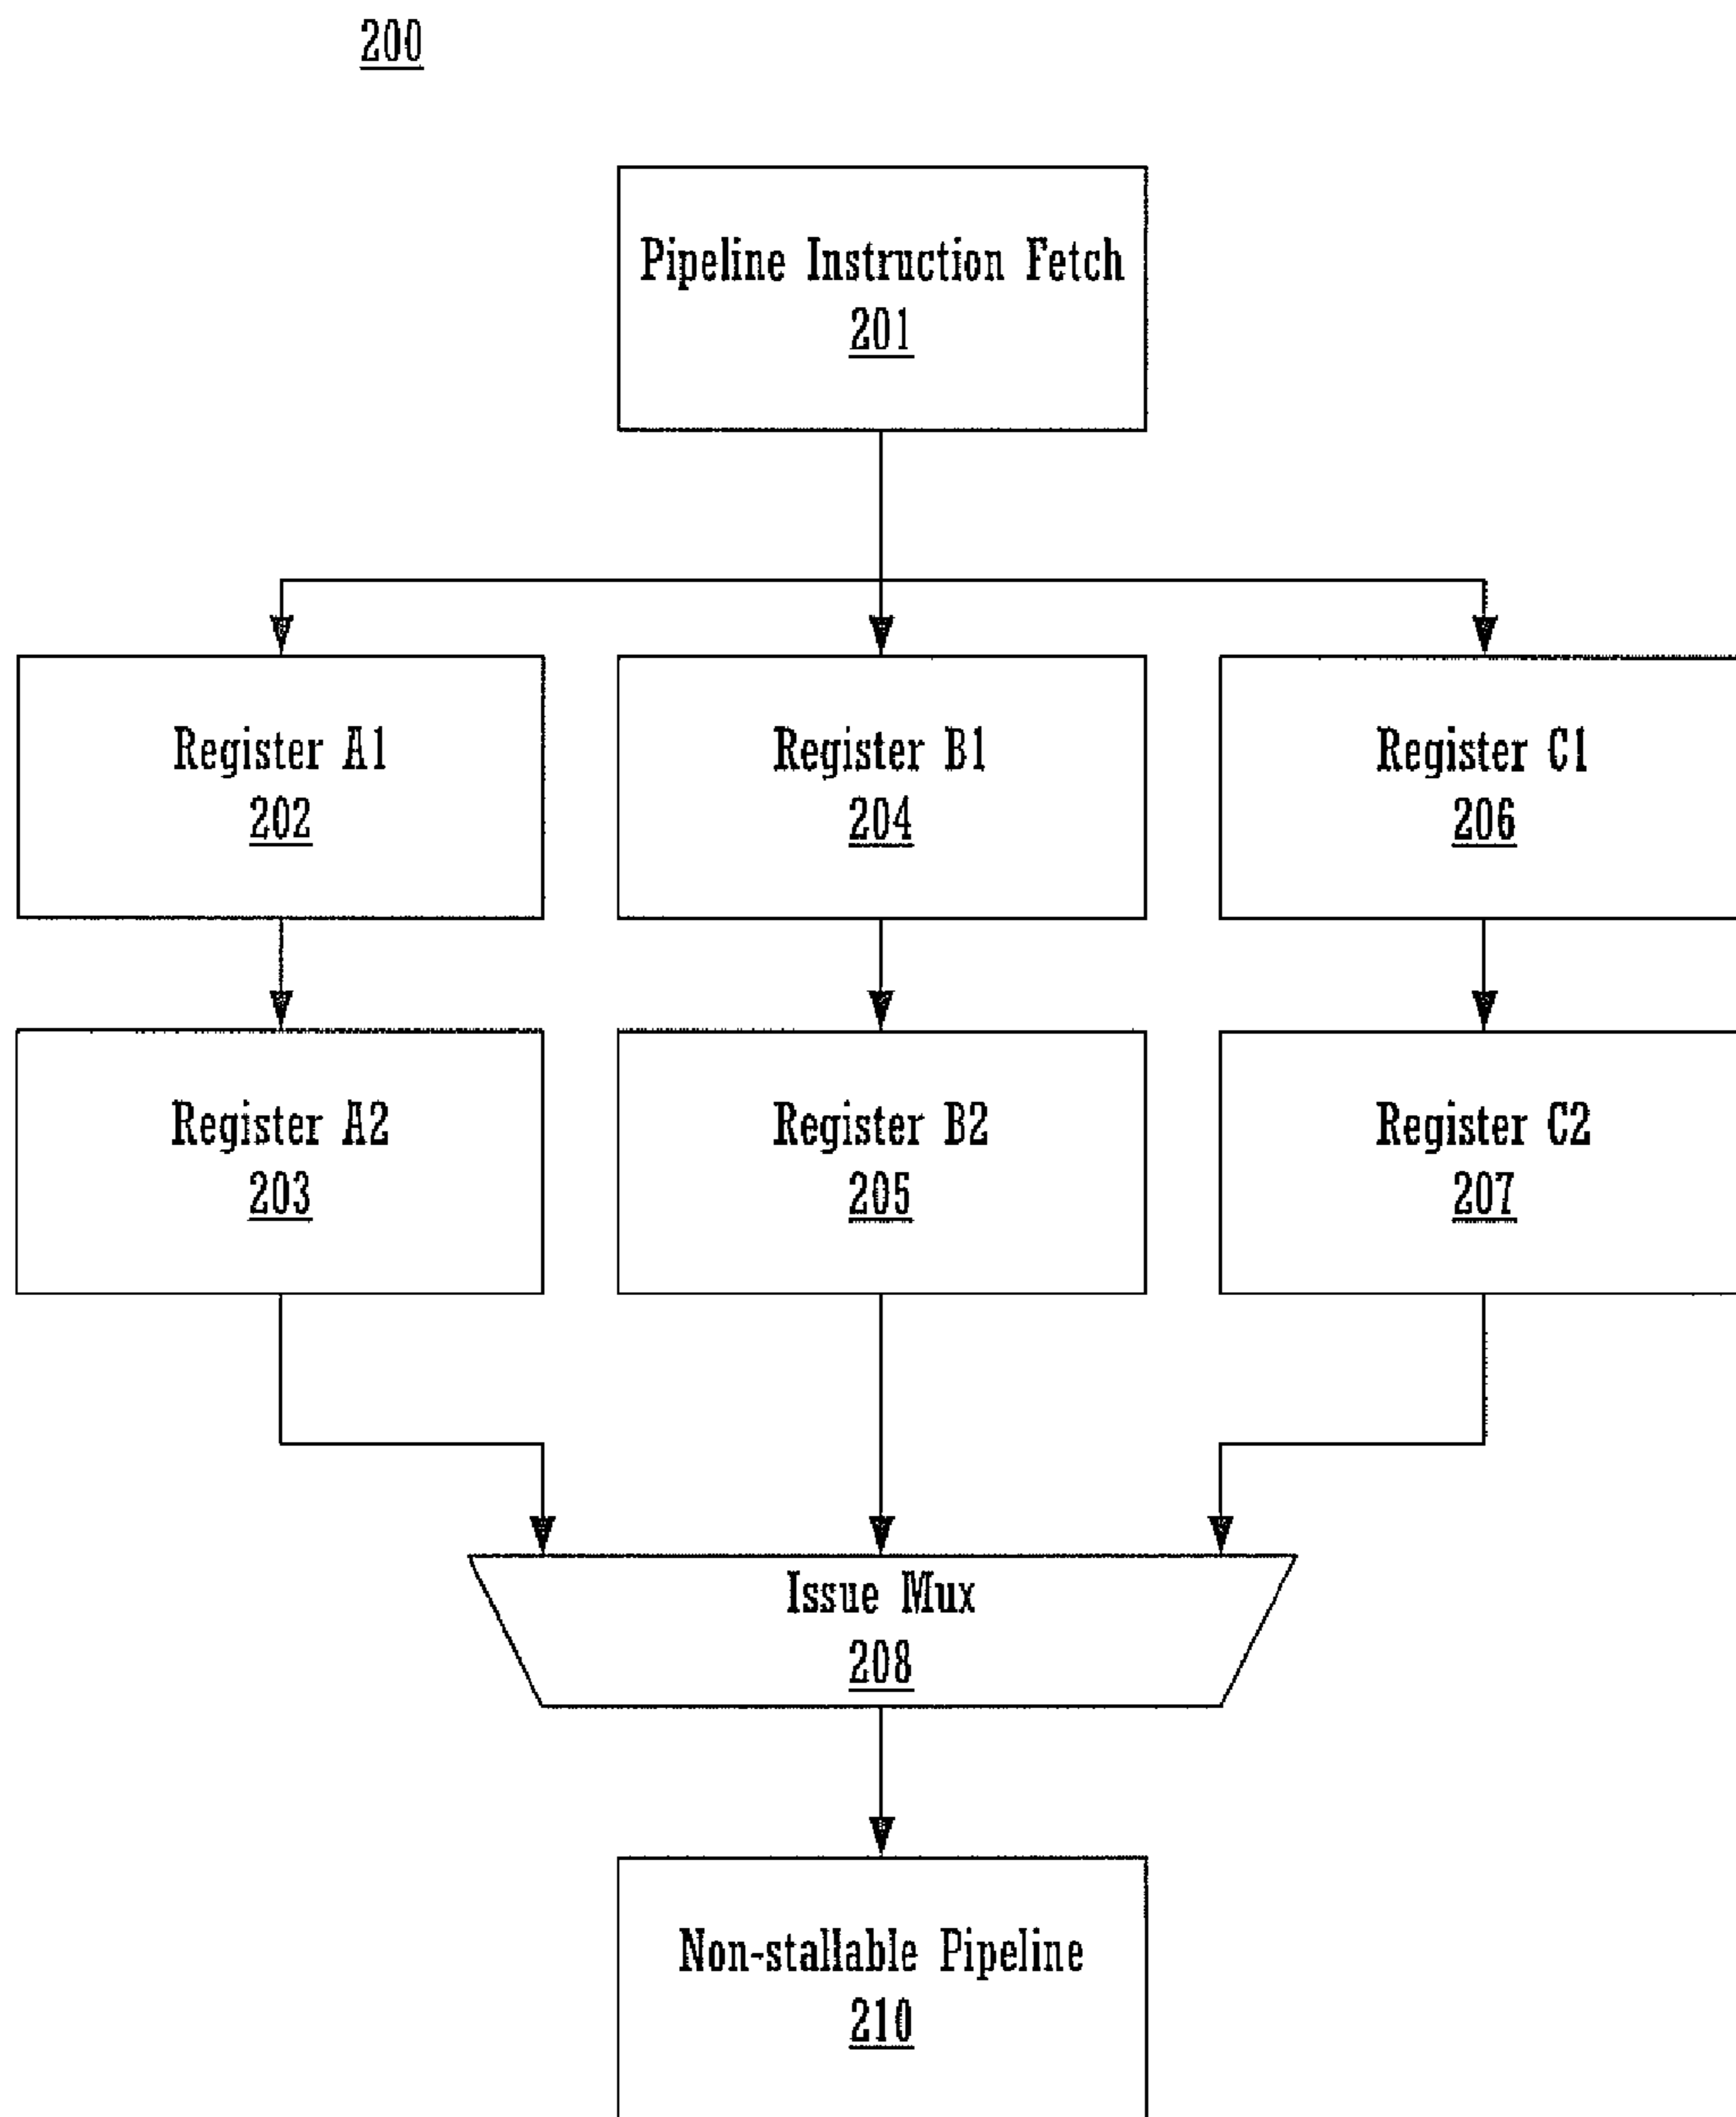 200
Pipeline Instruction Fetch
201
Register A1
202
Register B1
204
Register C1
206
Register A2
203
Register B2
205
Register C2
207
Issue Mux
208
Non-stallable Pipeline
210